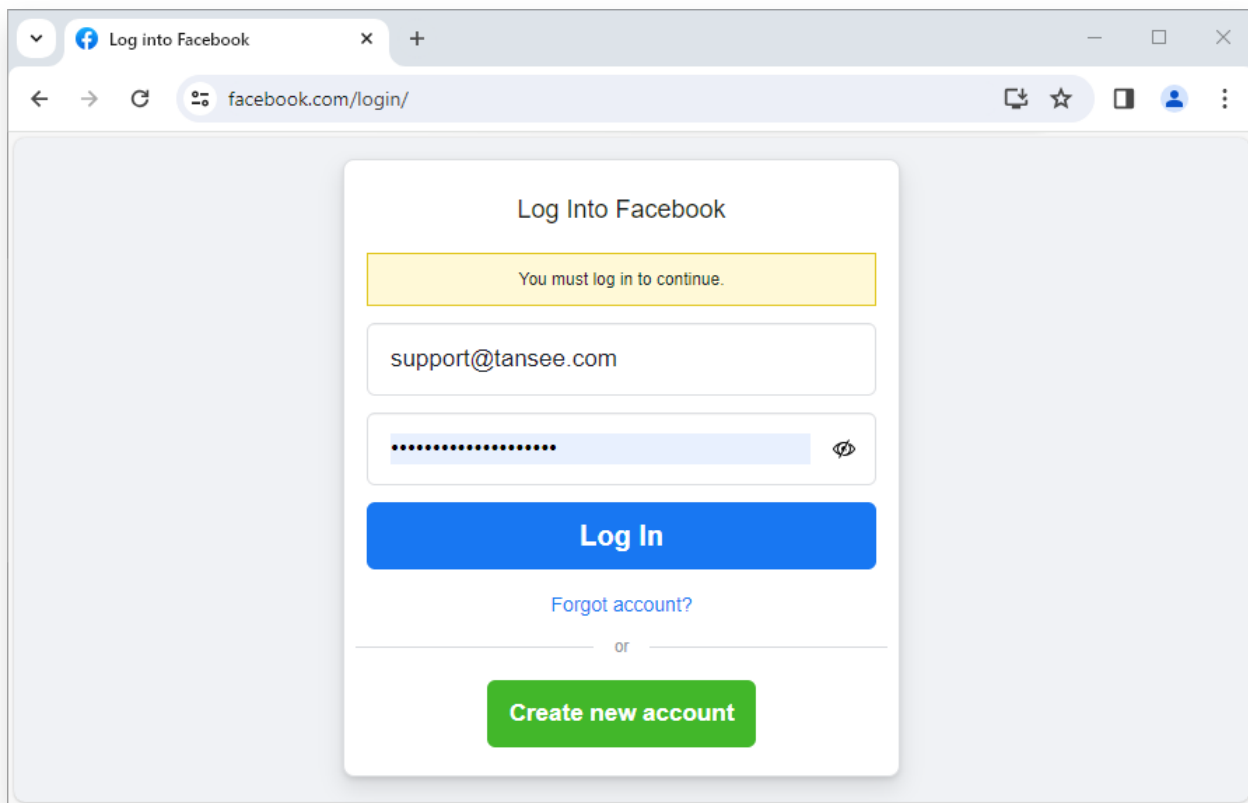 Log into Facebook
facebook.com/login/
Log Into Facebook
You must log in to continue.
support@tansee.com
••••••••••••••••••••
Log In
Forgot account?
or
Create new account